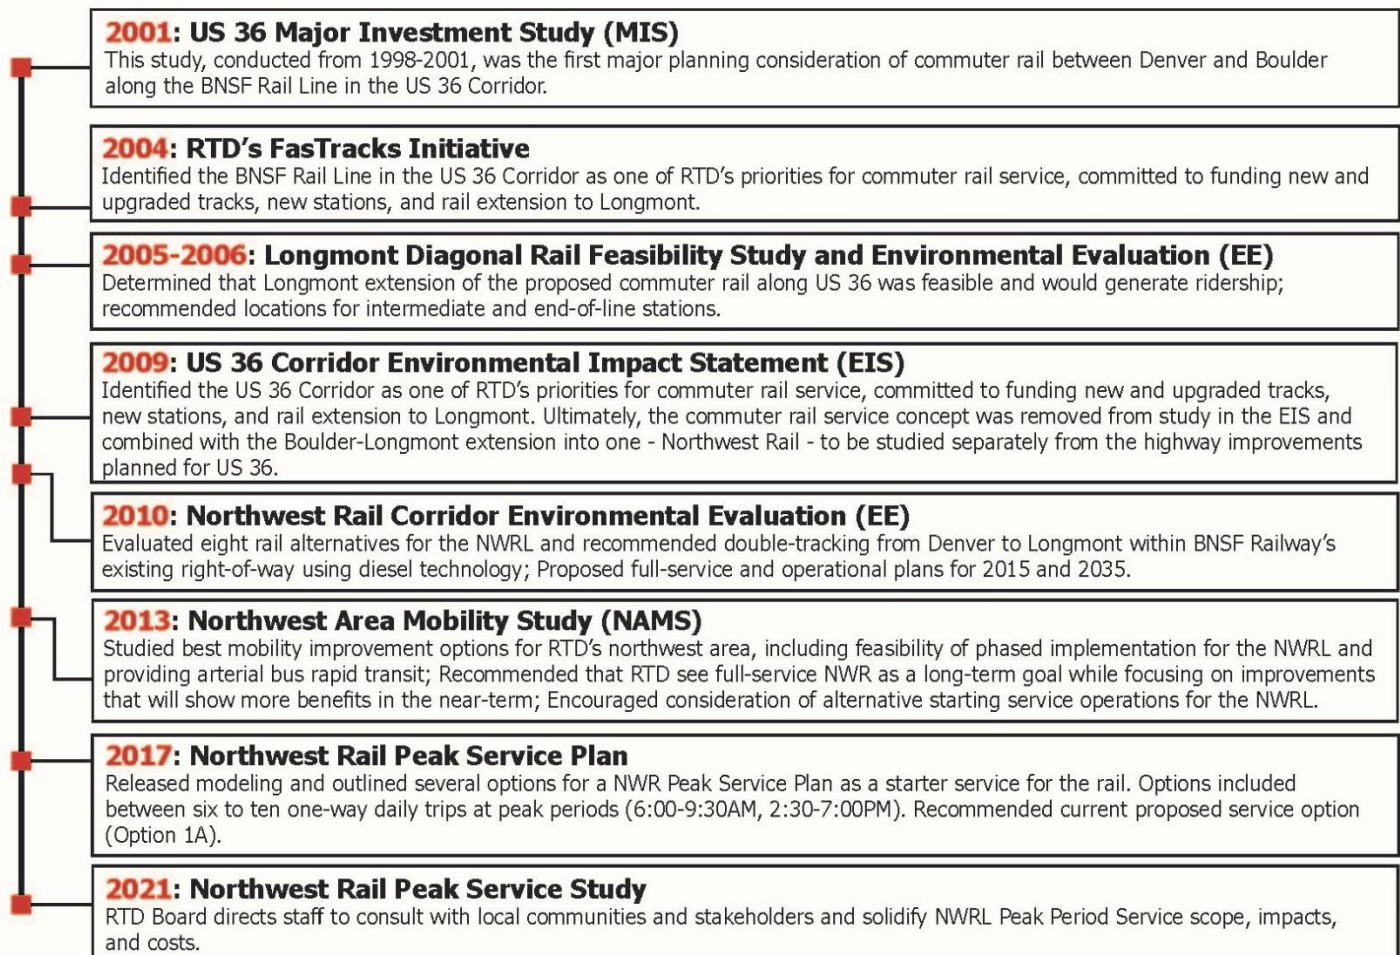 2001: US 36 Major Investment Study (MIS)
This study, conducted from 1998-2001, was the first major planning consideration of commuter rail between Denver and Boulder
along the BNSF Rail Line in the US 36 Corridor.
2004: RTD's FasTracks Initiative
Identified the BNSF Rail Line in the US 36 Corridor as one of RTD's priorities for commuter rail service, committed to funding new and
upgraded tracks, new stations, and rail extension to Longmont.
2005-2006: Longmont Diagonal Rail Feasibility Study and Environmental Evaluation (EE)
Determined that Longmont extension of the proposed commuter rail along US 36 was feasible and would generate ridership;
recommended locations for intermediate and end-of-line stations.
2009: US 36 Corridor Environmental Impact Statement (EIS)
Identified the US 36 Corridor as one of RTD's priorities for commuter rail service, committed to funding new and upgraded tracks,
new stations, and rail extension to Longmont. Ultimately, the commuter rail service concept was removed from study in the EIS and
combined with the Boulder-Longmont extension into one - Northwest Rail - to be studied separately from the highway improvements
planned for US 36.
2010: Northwest Rail Corridor Environmental Evaluation (EE)
Evaluated eight rail alternatives for the NWRL and recommended double-tracking from Denver to Longmont within BNSF Railway's
existing right-of-way using diesel technology; Proposed full-service and operational plans for 2015 and 2035.
2013: Northwest Area Mobility Study (NAMS)
Studied best mobility improvement options for RTD's northwest area, including feasibility of phased implementation for the NWRL and
providing arterial bus rapid transit; Recommended that RTD see full-service NWR as a long-term goal while focusing on improvements
that will show more benefits in the near-term; Encouraged consideration of alternative starting service operations for the NWRL.
2017: Northwest Rail Peak Service Plan
Released modeling and outlined several options for a NWR Peak Service Plan as a starter service for the rail. Options included
between six to ten one-way daily trips at peak periods (6:00-9:30AM, 2:30-7:00PM). Recommended current proposed service option
(Option 1A).
2021: Northwest Rail Peak Service Study
RTD Board directs staff to consult with local communities and stakeholders and solidify NWRL Peak Period Service scope, impacts,
and costs.